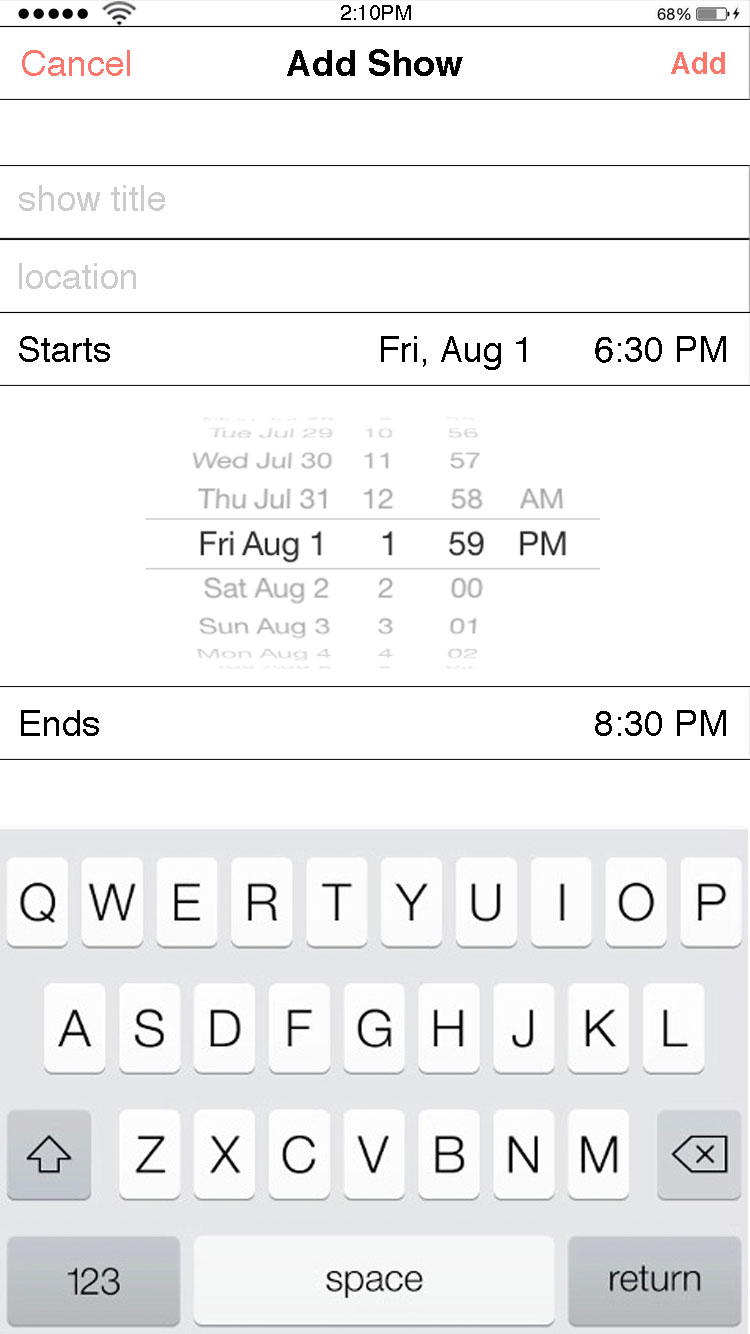 2:10PM 68%
Cancel Add Show Add
show title
location
Starts Fri, Aug 1 6:30 PM
Tue Jul 29 10 56
Wed Jul 30 11 57
Thu Jul 31 12 58 AM
Fri Aug 1 1 59 PM
Sat Aug 2 2 00
Sun Aug 3 3 01
Mon Aug 4 4 02
Ends 8:30 PM
Q W E R T Y U I O P
A S D F G H J K L
Z X C V B N M
123 space return